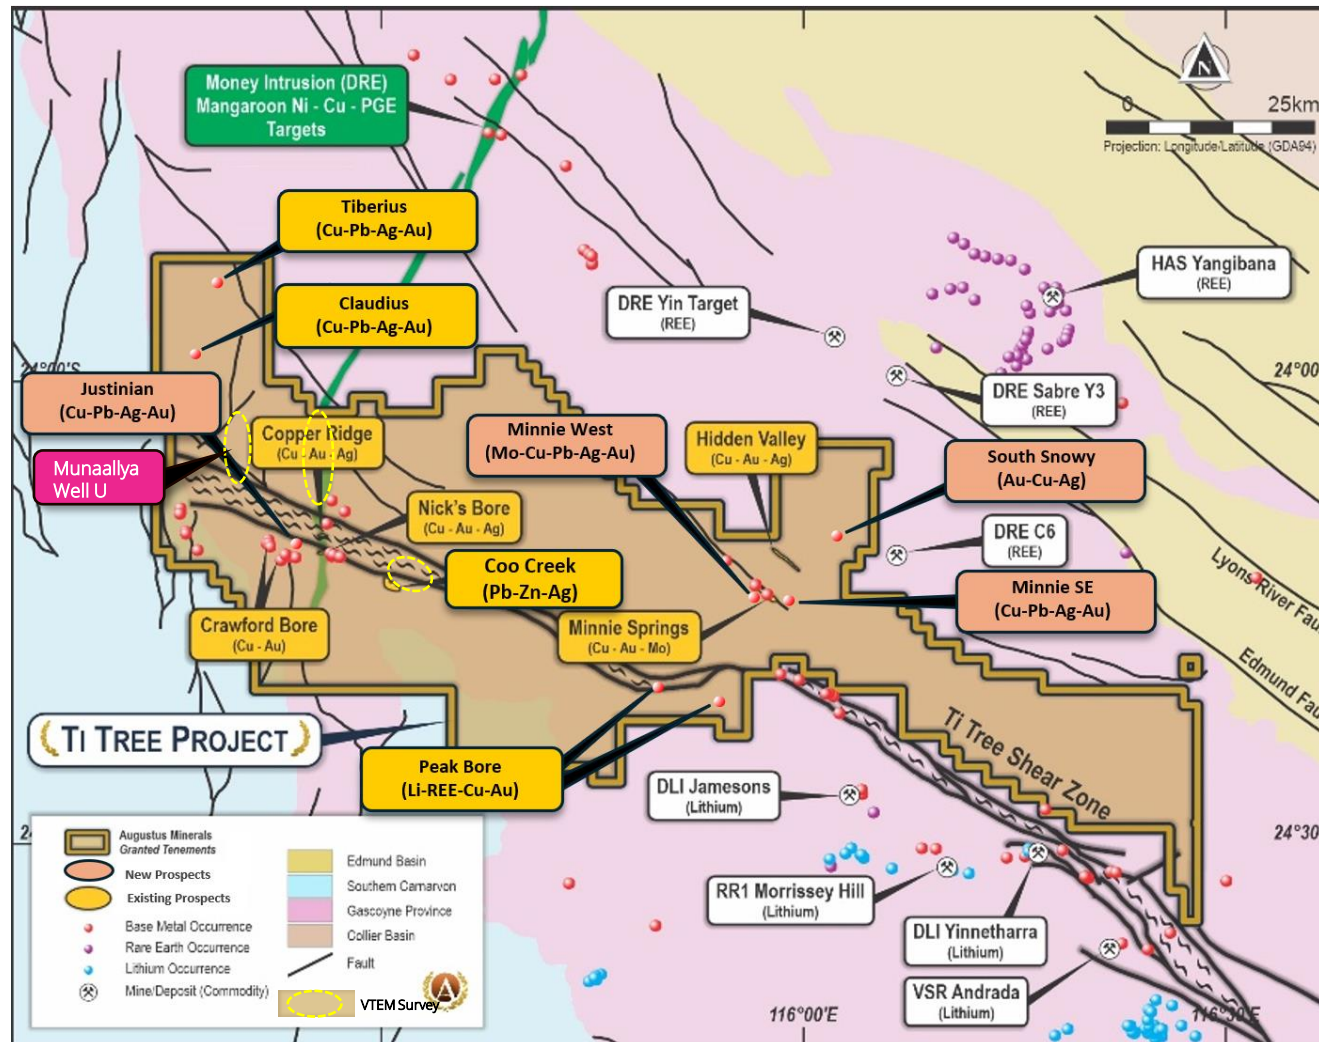 Money Intrusion (DRE)
Mangaroon Ni - Cu - PGE
Targets
N
0 25km
Projection: Longitude/Latitude (GDA94)
Tiberius
(Cu-Pb-Ag-Au)
HAS Yangibana
(REE)
DRE Yin Target
(REE)
Claudius
(Cu-Pb-Ag-Au)
24°00'S
24°00
Justinian
(Cu-Pb-Ag-Au)
DRE Sabre Y3
(REE)
Copper Ridge
(Cu - Au - Ag)
Minnie West
(Mo-Cu-Pb-Ag-Au)
Hidden Valley
(Cu - Au - Ag)
South Snowy
(Au-Cu-Ag)
Munaallya
Well U
Nick's Bore
(Cu - Au - Ag)
DRE C6
(REE)
Lyons River Fau
Coo Creek
(Pb-Zn-Ag)
Minnie SE
(Cu-Pb-Ag-Au)
Crawford Bore
(Cu - Au)
Minnie Springs
(Cu - Au - Mo)
Edmund Fau
TI TREE PROJECT
Ti Tree Shear Zone
Peak Bore
(Li-REE-Cu-Au)
DLI Jamesons
(Lithium)
24°
24°30
RR1 Morrissey Hill
(Lithium)
DLI Yinnetharra
(Lithium)
VSR Andrada
(Lithium)
116°00'E
116°30'E
Augustus Minerals
Granted Tenements
New Prospects
Existing Prospects
Base Metal Occurrence
Rare Earth Occurrence
Lithium Occurrence
Mine/Deposit (Commodity)
Edmund Basin
Southern Carnarvon
Gascoyne Province
Collier Basin
Fault
VTEM Survey
A